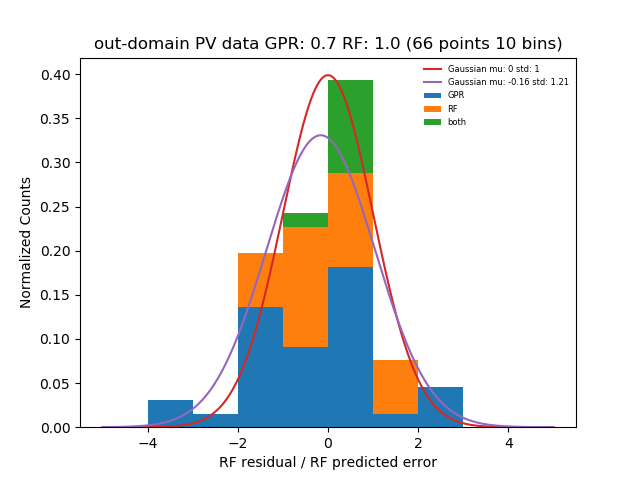 out-domain PV data GPR: 0.7 RF: 1.0 (66 points 10 bins)
Gaussian mu: 0 std: 1
Gaussian mu: -0.16 std: 1.21
GPR
RF
both
Normalized Counts
0.40
0.35
0.30
0.25
0.20
0.15
0.10
0.05
0.00
−4
−2
0
2
4
RF residual / RF predicted error